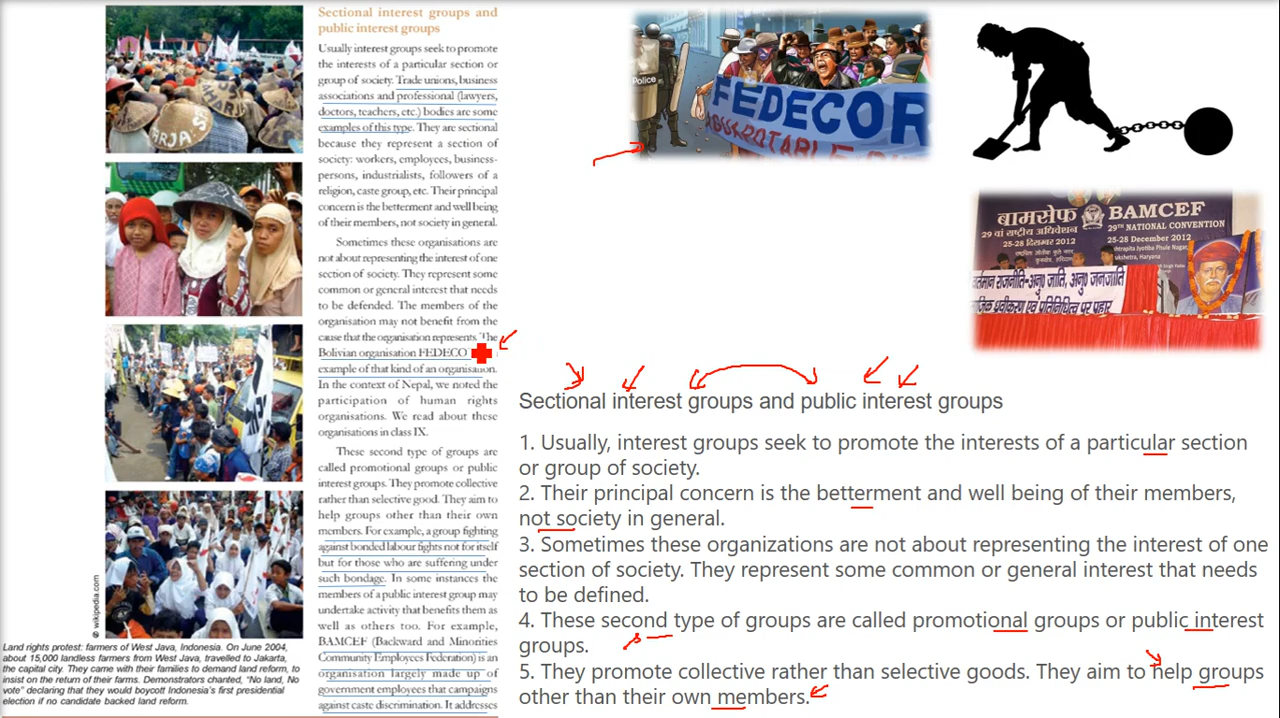 Sectional interest groups and
public interest groups
Usually interest groups seek to promote
the interests of a particular section or
group of society. Trade unions, business
associations and professional (lawyers,
doctors, teachers, etc.) bodies are some
examples of this type. They are sectional
because they represent a section of
society: workers, employees, business-
persons, industrialists, followers of a
religion, caste group, etc. Their principal
concern is the betterment and well being
of their members, not society in general.
Sometimes these organisations are
not about representing the interest of one
section of society. They represent some
common or general interest that needs
to be defended. The members of the
organisation may not benefit from the
cause that the organisation represents. The
Bolivian organisation FEDECO
example of that kind of an organisation.
In the context of Nepal, we noted the
participation of human rights
organisations. We read about these
organisations in class IX.
These second type of groups are
called promotional groups or public
interest groups. They promote collective
rather than selective good. They aim to
help groups other than their own
members. For example, a group fighting
against bonded labour fights not for itself
but for those who are suffering under
such bondage. In some instances the
members of a public interest group may
undertake activity that benefits them as
well as others too. For example,
BAMCEF (Backward and Minorities
Community Employees Federation) is an
organisation largely made up of
government employees that campaigns
against caste discrimination. It addresses
© wikipedia.com
Land rights protest: farmers of West Java, Indonesia. On June 2004,
about 15,000 landless farmers from West Java, travelled to Jakarta,
the capital city. They came with their families to demand land reform, to
insist on the return of their farms. Demonstrators chanted, "No land, No
vote" declaring that they would boycott Indonesia's first presidential
election if no candidate backed land reform.
Police
FEDECOR
बामसेफ BAMCEF
29 वां राष्ट्रीय अधिवेशन 29TH NATIONAL CONVENTION
25-28 दिसम्बर 2012 25-28 December 2012
Jyotiba Phule Nagar,
Haryana
राजनीति-अनु० जाति, अनु० जनजाति
एवं प्रतिनिधित्व पर प्रहार
Sectional interest groups and public interest groups
1. Usually, interest groups seek to promote the interests of a particular section
or group of society.
2. Their principal concern is the betterment and well being of their members,
not society in general.
3. Sometimes these organizations are not about representing the interest of one
section of society. They represent some common or general interest that needs
to be defined.
4. These second type of groups are called promotional groups or public interest
groups.
5. They promote collective rather than selective goods. They aim to help groups
other than their own members.